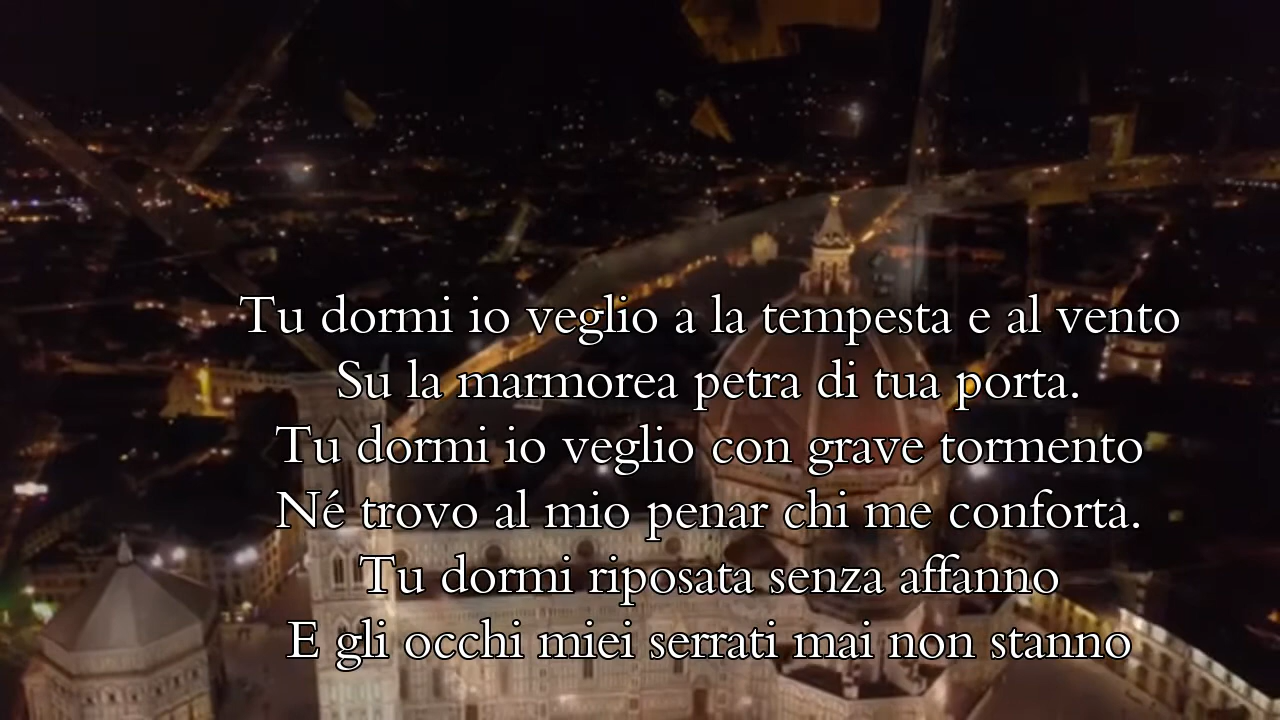 Tu dormi io veglio a la tempesta e al vento
Su la marmorea petra di tua porta.
Tu dormi io veglio con grave tormento
Né trovo al mio penar chi me conforta.
Tu dormi riposata senza affanno
E gli occhi miei serrati mai non stanno